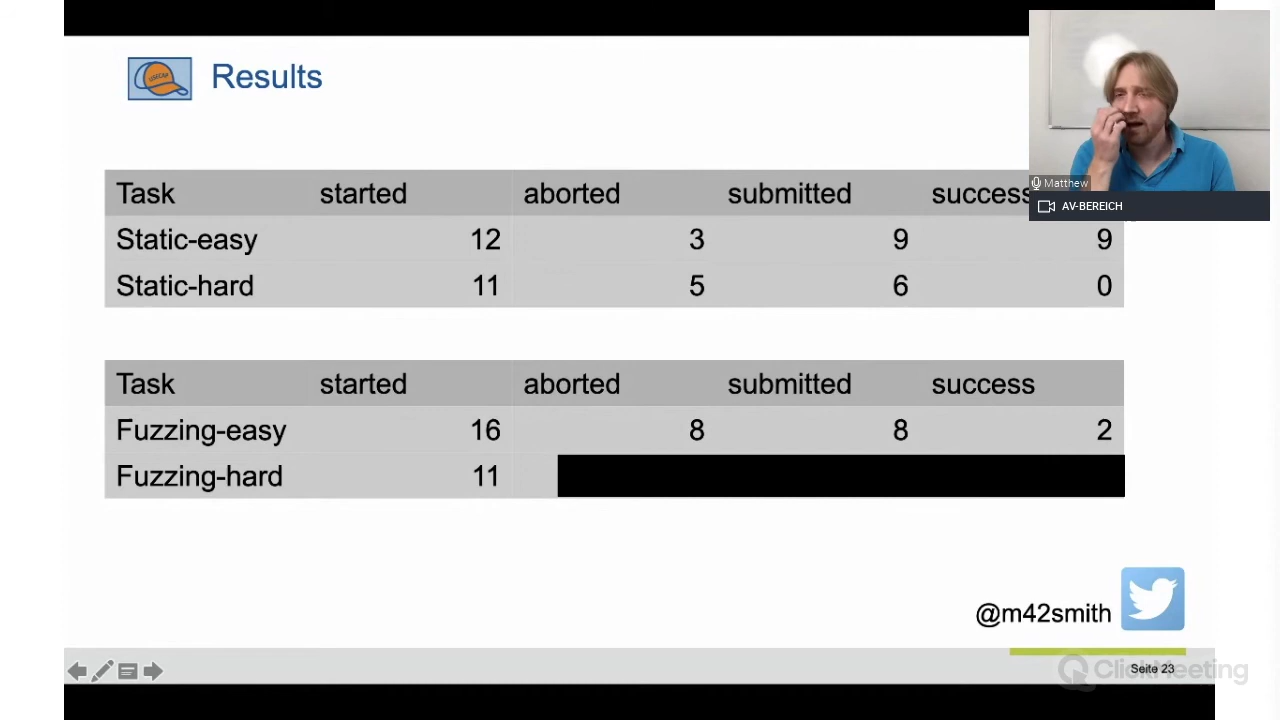 USECAP
Results
Task started aborted submitted success
Static-easy 12 3 9 9
Static-hard 11 5 6 0
Task started aborted submitted success
Fuzzing-easy 16 8 8 2
Fuzzing-hard 11
@m42smith
Seite 23
ClickMeeting
Matthew
AV-BEREICH